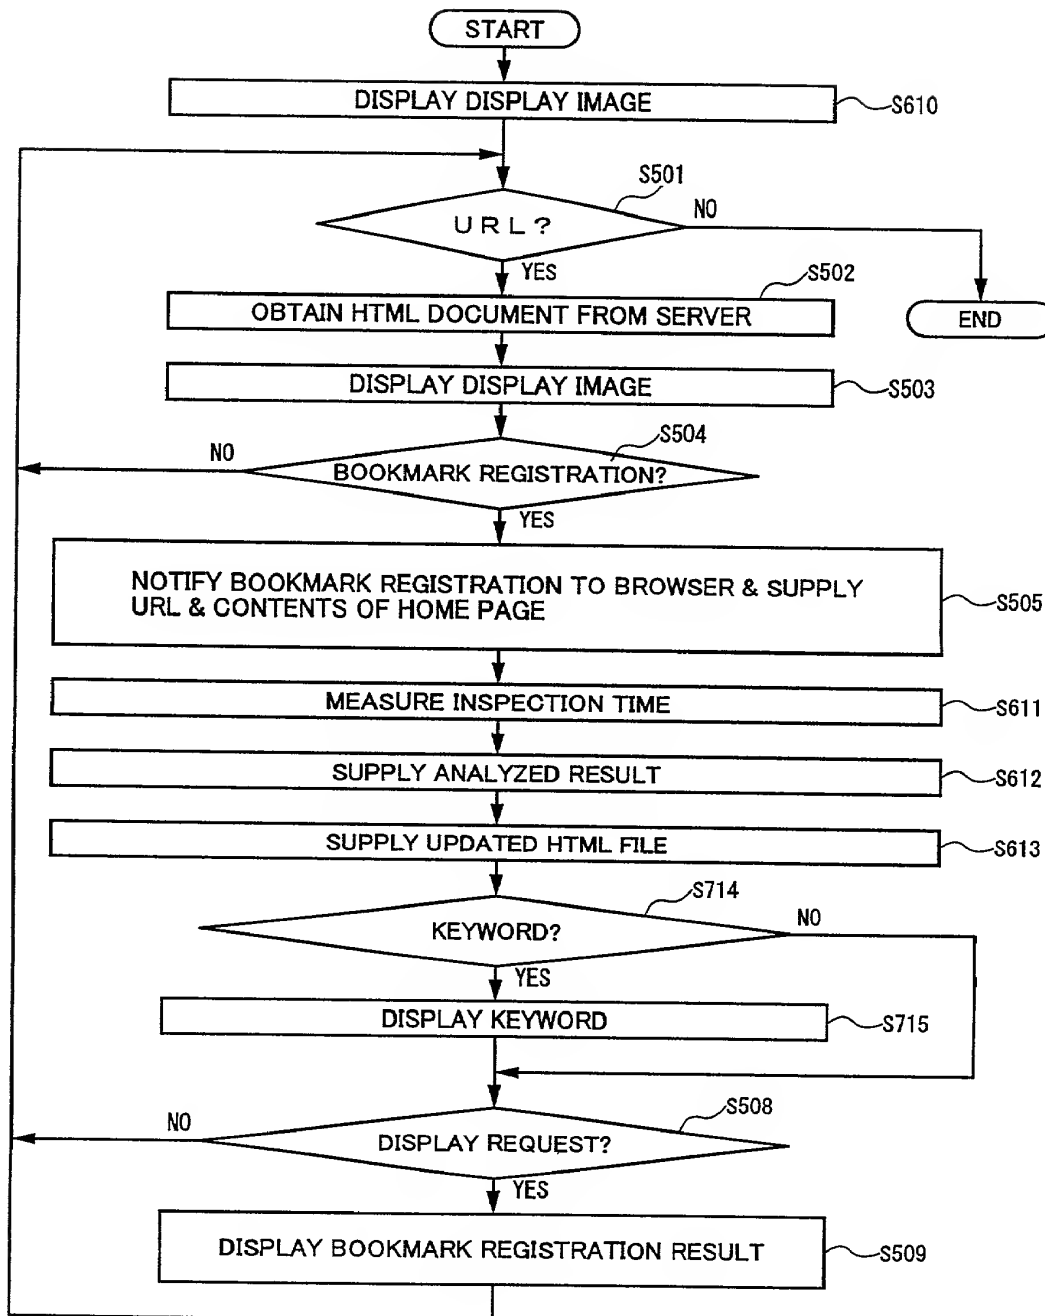 START
DISPLAY DISPLAY IMAGE
S610
S501
URL?
NO
YES
S502
OBTAIN HTML DOCUMENT FROM SERVER
END
DISPLAY DISPLAY IMAGE
S503
S504
NO
BOOKMARK REGISTRATION?
YES
NOTIFY BOOKMARK REGISTRATION TO BROWSER & SUPPLY
URL & CONTENTS OF HOME PAGE
S505
MEASURE INSPECTION TIME
S611
SUPPLY ANALYZED RESULT
S612
SUPPLY UPDATED HTML FILE
S613
S714
KEYWORD?
NO
YES
DISPLAY KEYWORD
S715
S508
NO
DISPLAY REQUEST?
YES
DISPLAY BOOKMARK REGISTRATION RESULT
S509